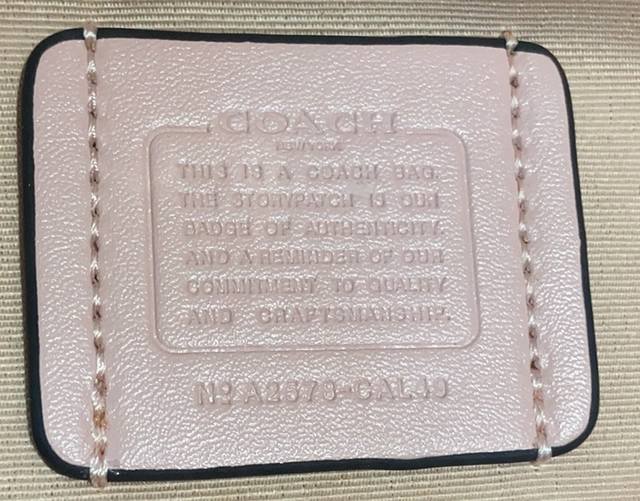 COACH
NEW YORK
THIS IS A COACH BAG.
THE STORYPATCH IS OUR
BADGE OF AUTHENTICITY.
AND A REMINDER OF OUR
COMMITMENT TO QUALITY
AND CRAFTSMANSHIP.